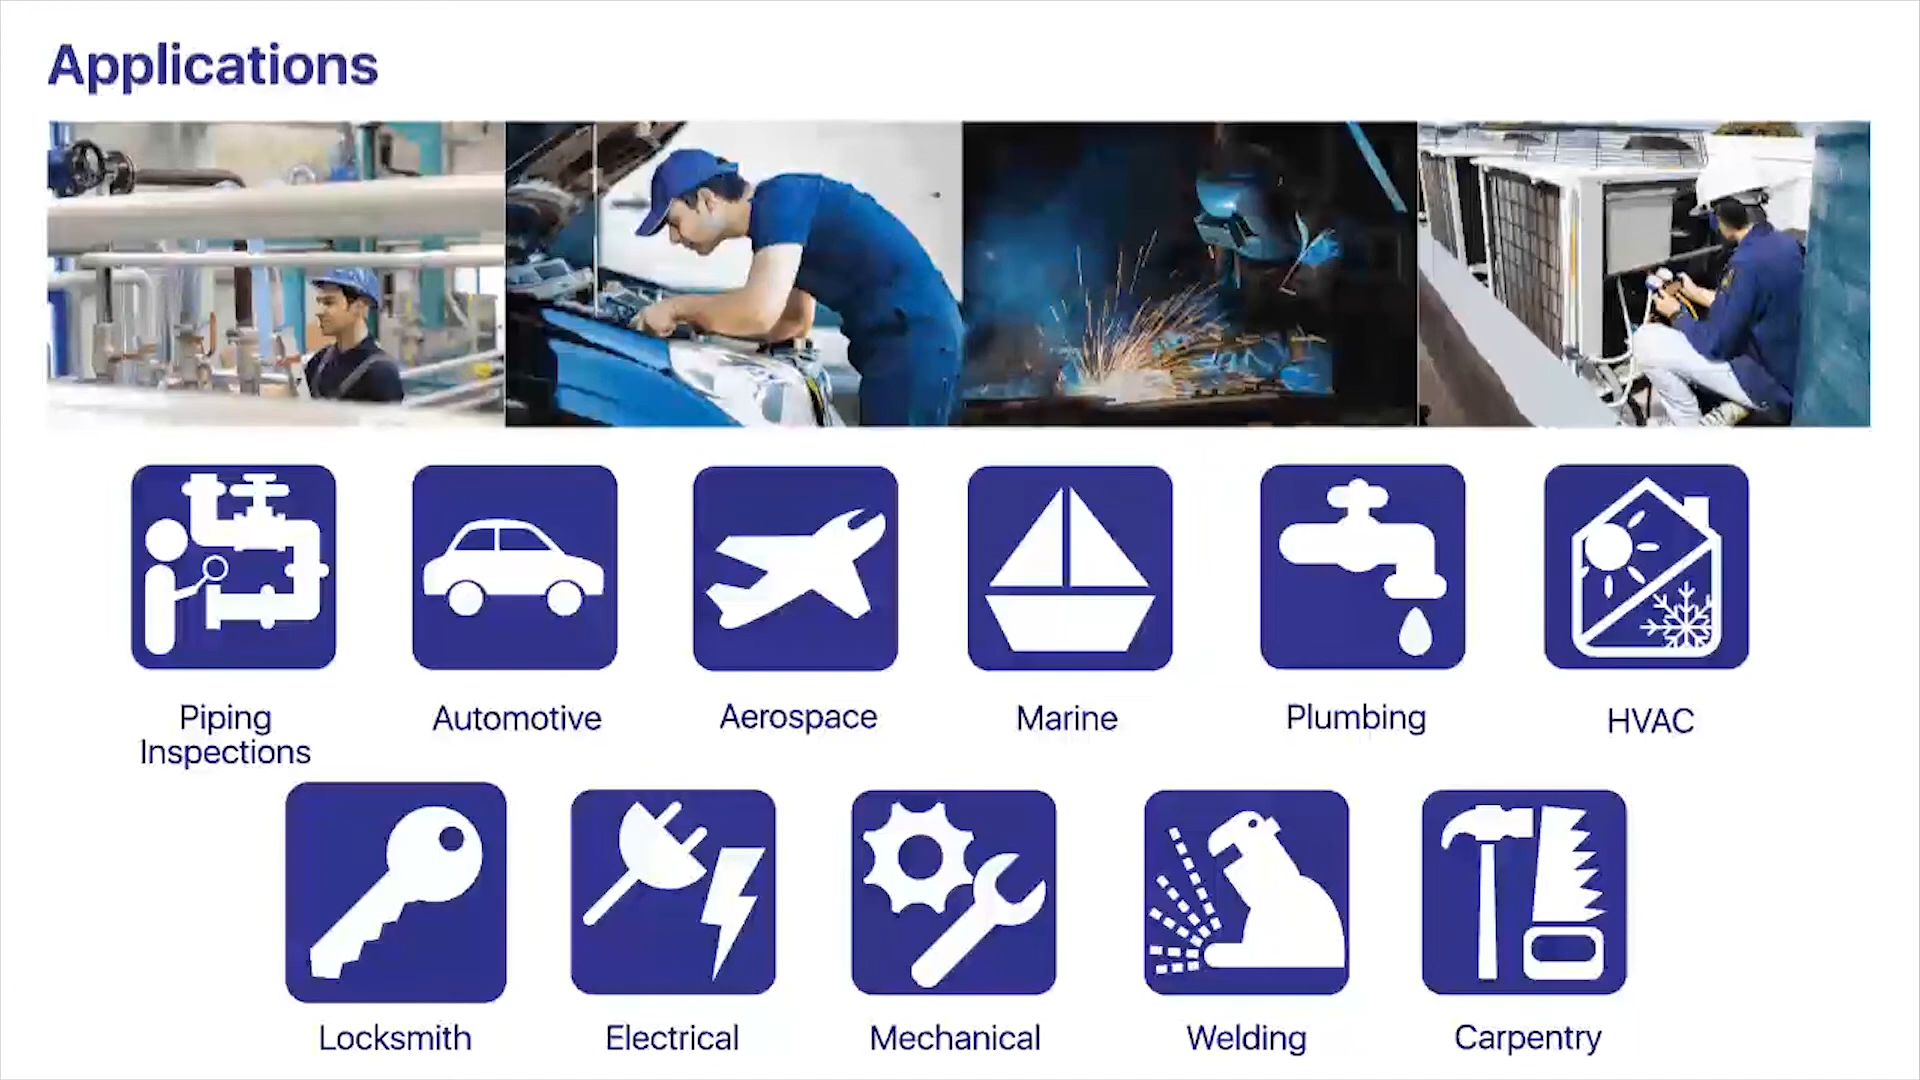 Applications
Piping
Inspections
Automotive
Aerospace
Marine
Plumbing
HVAC
Locksmith
Electrical
Mechanical
Welding
Carpentry